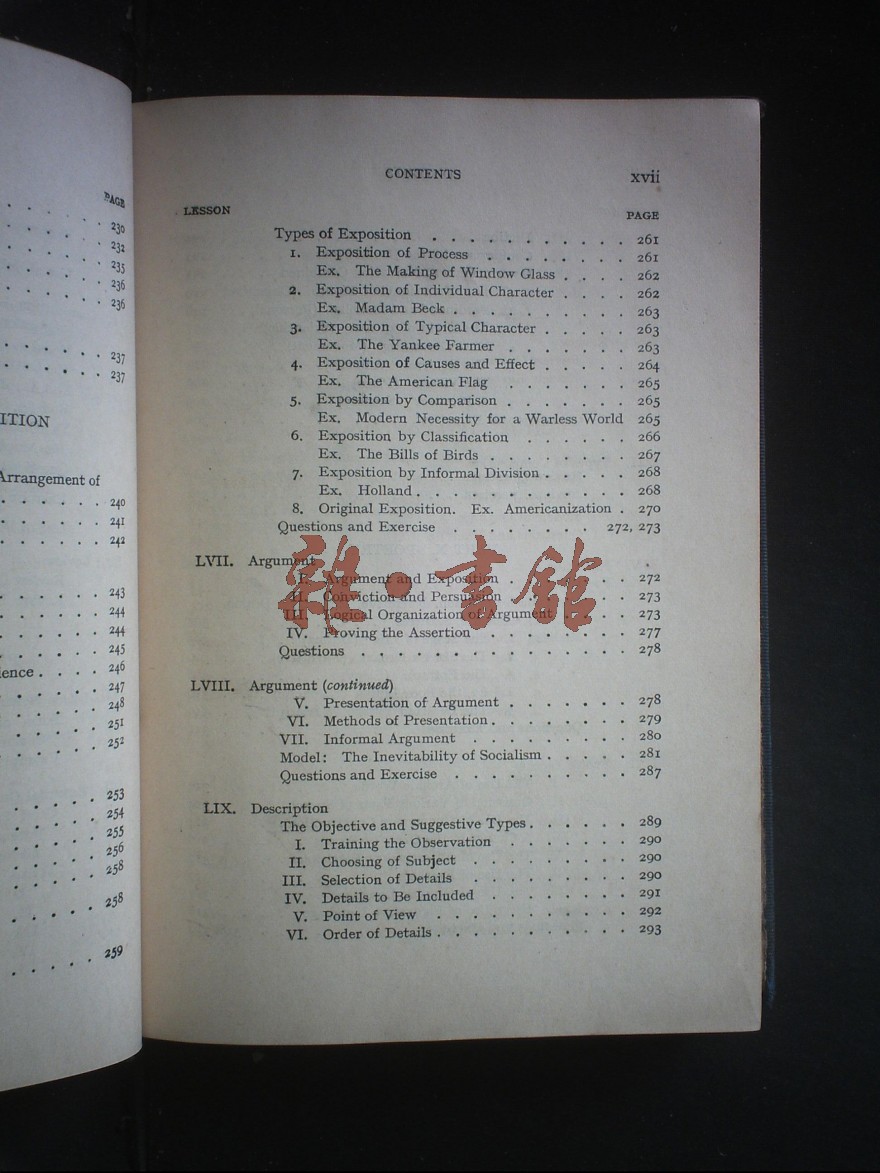 PAGE
230
232
235
236
236
237
237
ITION
Arrangement of
240
241
242
243
244
244
245
ience . . . . 246
247
248
251
252
253
254
255
256
258
258
259
CONTENTS xvii
LESSON PAGE
Types of Exposition . . . . . . . . . . . 261
1. Exposition of Process . . . . . . . . 261
Ex. The Making of Window Glass . . . . 262
2. Exposition of Individual Character . . . . 262
Ex. Madam Beck . . . . . . . . . . 263
3. Exposition of Typical Character . . . . . 263
Ex. The Yankee Farmer . . . . . . . 263
4. Exposition of Causes and Effect . . . . . 264
Ex. The American Flag . . . . . . . 265
5. Exposition by Comparison . . . . . . 265
Ex. Modern Necessity for a Warless World 265
6. Exposition by Classification . . . . . . 266
Ex. The Bills of Birds . . . . . . . . 267
7. Exposition by Informal Division . . . . . 268
Ex. Holland . . . . . . . . . . . . 268
8. Original Exposition. Ex. Americanization . 270
Questions and Exercise . . . . . . . . . 272, 273
LVII. Argument
I. Argument and Exposition . . . . . . . 272
II. Conviction and Persuasion . . . . . . . 273
III. Logical Organization of Argument . . . . 273
IV. Proving the Assertion . . . . . . . . 277
Questions . . . . . . . . . . . . . . 278
雜·書館
LVIII. Argument (continued)
V. Presentation of Argument . . . . . . . 278
VI. Methods of Presentation . . . . . . . . 279
VII. Informal Argument . . . . . . . . . 280
Model: The Inevitability of Socialism . . . . . 281
Questions and Exercise . . . . . . . . . . 287
LIX. Description
The Objective and Suggestive Types . . . . . . 289
I. Training the Observation . . . . . . . 290
II. Choosing of Subject . . . . . . . . . 290
III. Selection of Details . . . . . . . . . 290
IV. Details to Be Included . . . . . . . . 291
V. Point of View . . . . . . . . . . . 292
VI. Order of Details . . . . . . . . . . . 293